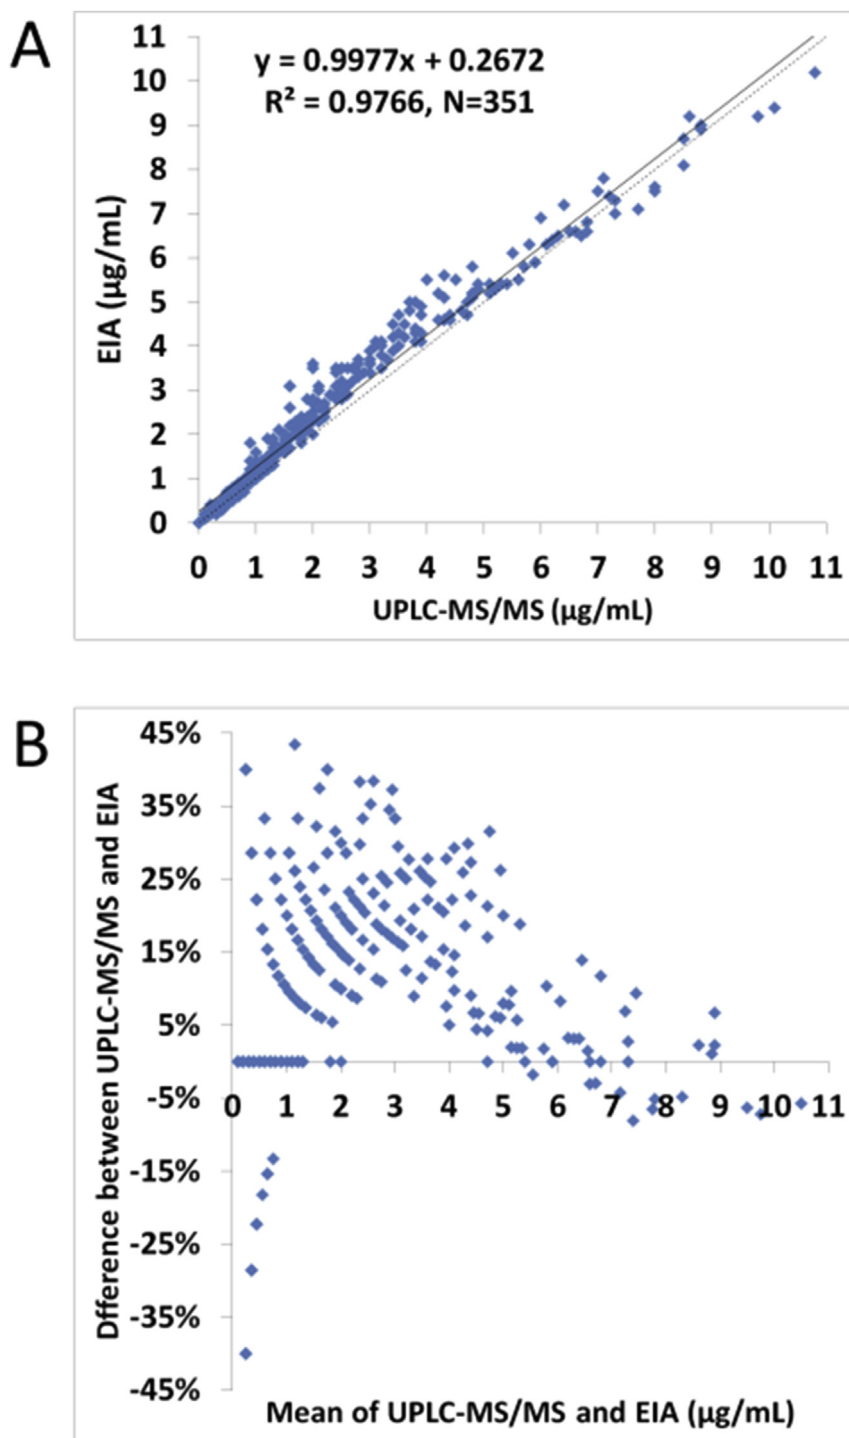 A
y = 0.9977x + 0.2672
R² = 0.9766, N=351
EIA (µg/mL)
11
10
9
8
7
6
5
4
3
2
1
0
0 1 2 3 4 5 6 7 8 9 10 11
UPLC-MS/MS (µg/mL)
B
Dfference between UPLC-MS/MS and EIA
45%
35%
25%
15%
5%
-5%
0 1 2 3 4 5 6 7 8 9 10 11
-15%
-25%
-35%
-45%
Mean of UPLC-MS/MS and EIA (µg/mL)